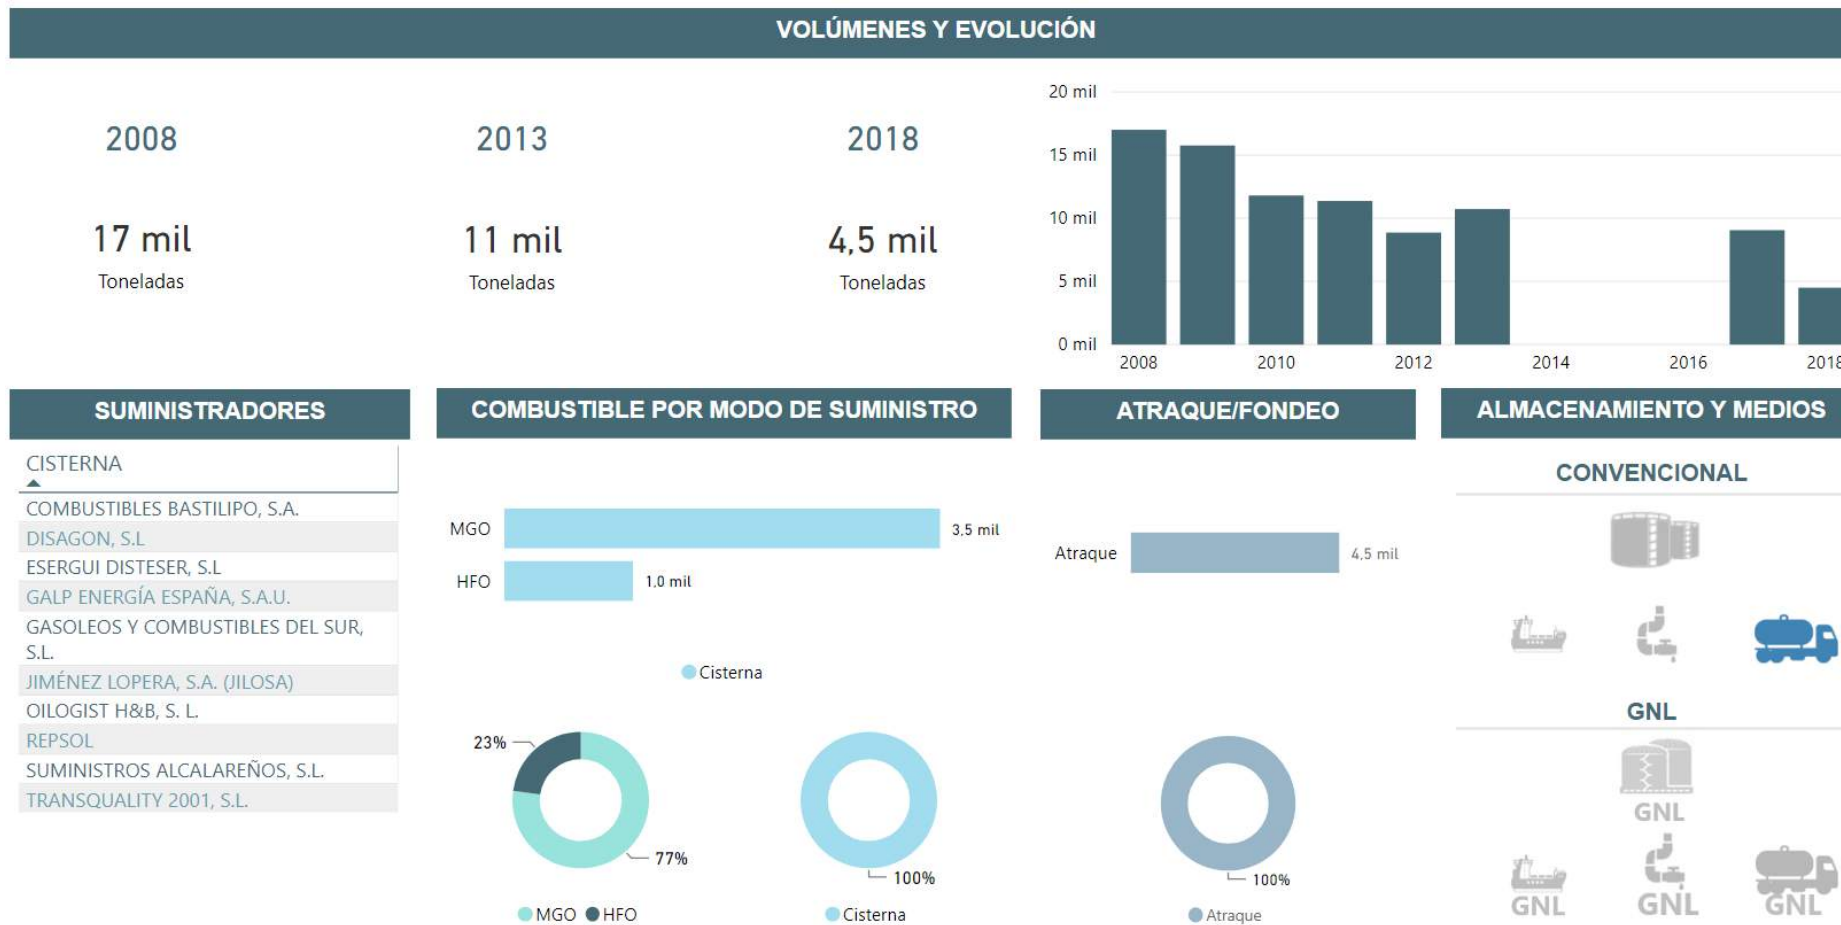 VOLÚMENES Y EVOLUCIÓN
2008
2013
2018
17 mil
11 mil
4,5 mil
Toneladas
Toneladas
Toneladas
20 mil
15 mil
10 mil
5 mil
0 mil
2008
2010
2012
2014
2016
2018
SUMINISTRADORES
CISTERNA
COMBUSTIBLES BASTILIPO, S.A.
DISAGON, S.L
ESERGUI DISTESER, S.L
GALP ENERGÍA ESPAÑA, S.A.U.
GASOLEOS Y COMBUSTIBLES DEL SUR,
S.L.
JIMÉNEZ LOPERA, S.A. (JILOSA)
OILOGIST H&B, S. L.
REPSOL
SUMINISTROS ALCALAREÑOS, S.L.
TRANSQUALITY 2001, S.L.
COMBUSTIBLE POR MODO DE SUMINISTRO
MGO
3,5 mil
HFO
1,0 mil
Cisterna
23%
77%
MGO
HFO
100%
Cisterna
ATRAQUE/FONDEO
Atraque
4,5 mil
100%
Atraque
ALMACENAMIENTO Y MEDIOS
CONVENCIONAL
GNL
GNL
GNL
GNL
GNL